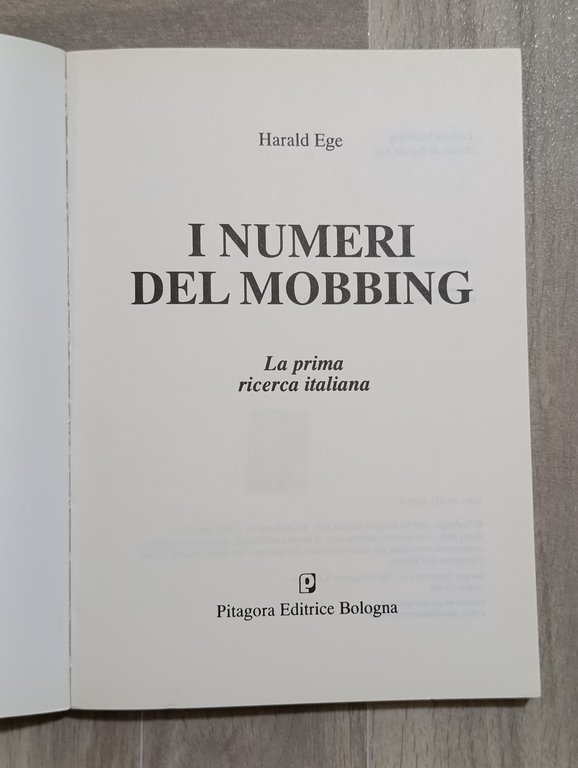 Harald Ege
I NUMERI
DEL MOBBING
La prima
ricerca italiana
Pitagora Editrice Bologna